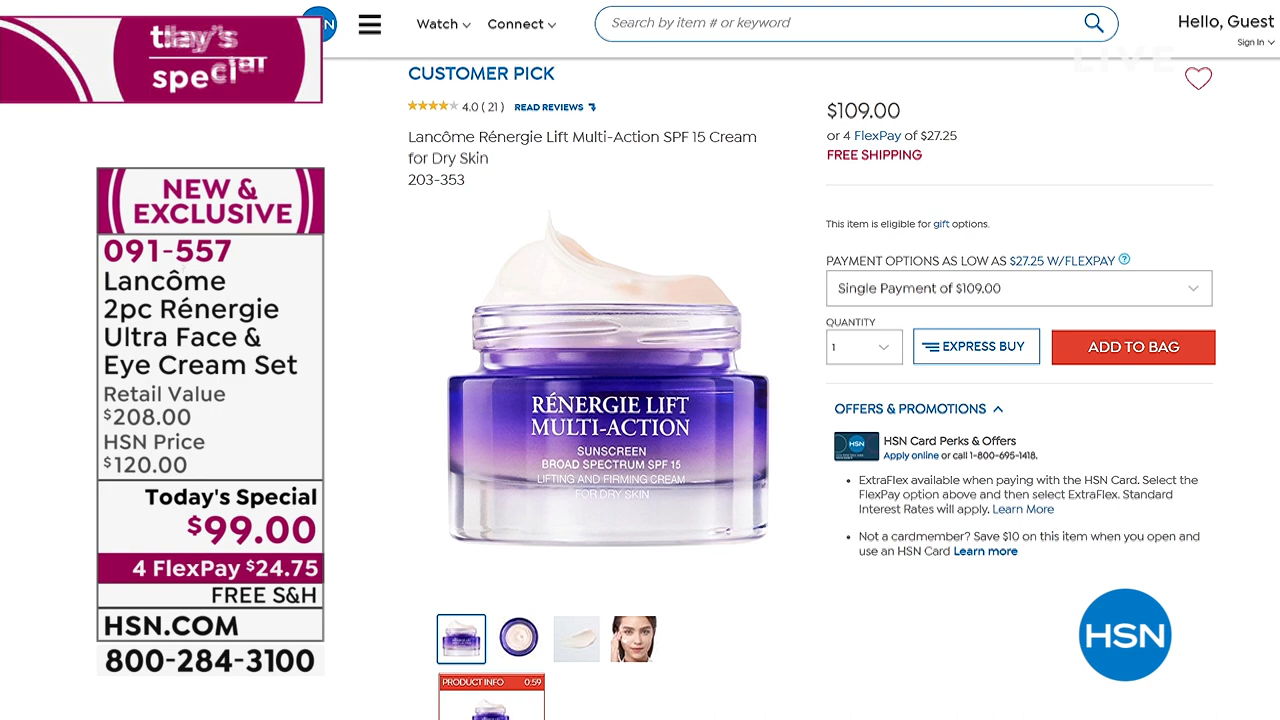 today's
special
NEW &
EXCLUSIVE
091-557
Lancôme
2pc Rénergie
Ultra Face &
Eye Cream Set
Retail Value
$208.00
HSN Price
$120.00
Today's Special
$99.00
4 FlexPay $24.75
FREE S&H
HSN.COM
800-284-3100
Watch
Connect
Search by item # or keyword
Hello, Guest
Sign In
LIVE
CUSTOMER PICK
4.0 ( 21 ) READ REVIEWS
Lancôme Rénergie Lift Multi-Action SPF 15 Cream
for Dry Skin
203-353
RÉNERGIE LIFT
MULTI-ACTION
SUNSCREEN
BROAD SPECTRUM SPF 15
LIFTING AND FIRMING CREAM
FOR DRY SKIN
PRODUCT INFO 0:59
$109.00
or 4 FlexPay of $27.25
FREE SHIPPING
This item is eligible for gift options.
PAYMENT OPTIONS AS LOW AS $27.25 W/FLEXPAY ?
Single Payment of $109.00
QUANTITY
1
EXPRESS BUY
ADD TO BAG
OFFERS & PROMOTIONS
HSN
HSN Card Perks & Offers
Apply online or call 1-800-695-1418.
• ExtraFlex available when paying with the HSN Card. Select the
FlexPay option above and then select ExtraFlex. Standard
Interest Rates will apply. Learn More
• Not a cardmember? Save $10 on this item when you open and
use an HSN Card Learn more
HSN